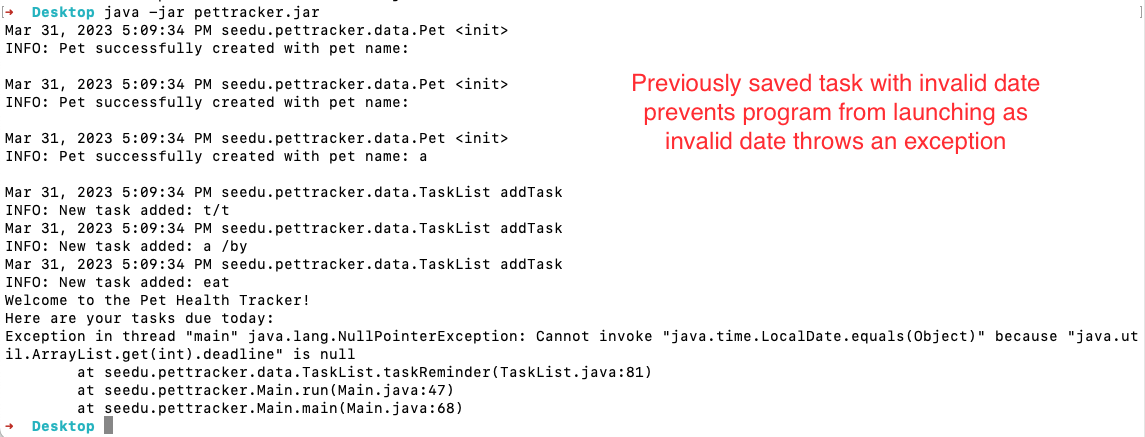 [→ Desktop java -jar pettracker.jar ]
Mar 31, 2023 5:09:34 PM seedu.pettracker.data.Pet <init>
INFO: Pet successfully created with pet name:
Mar 31, 2023 5:09:34 PM seedu.pettracker.data.Pet <init>
INFO: Pet successfully created with pet name:
Mar 31, 2023 5:09:34 PM seedu.pettracker.data.Pet <init>
INFO: Pet successfully created with pet name: a
Previously saved task with invalid date
prevents program from launching as
invalid date throws an exception
Mar 31, 2023 5:09:34 PM seedu.pettracker.data.TaskList addTask
INFO: New task added: t/t
Mar 31, 2023 5:09:34 PM seedu.pettracker.data.TaskList addTask
INFO: New task added: a /by
Mar 31, 2023 5:09:34 PM seedu.pettracker.data.TaskList addTask
INFO: New task added: eat
Welcome to the Pet Health Tracker!
Here are your tasks due today:
Exception in thread "main" java.lang.NullPointerException: Cannot invoke "java.time.LocalDate.equals(Object)" because "java.ut
il.ArrayList.get(int).deadline" is null
at seedu.pettracker.data.TaskList.taskReminder(TaskList.java:81)
at seedu.pettracker.Main.run(Main.java:47)
at seedu.pettracker.Main.main(Main.java:68)
→ Desktop